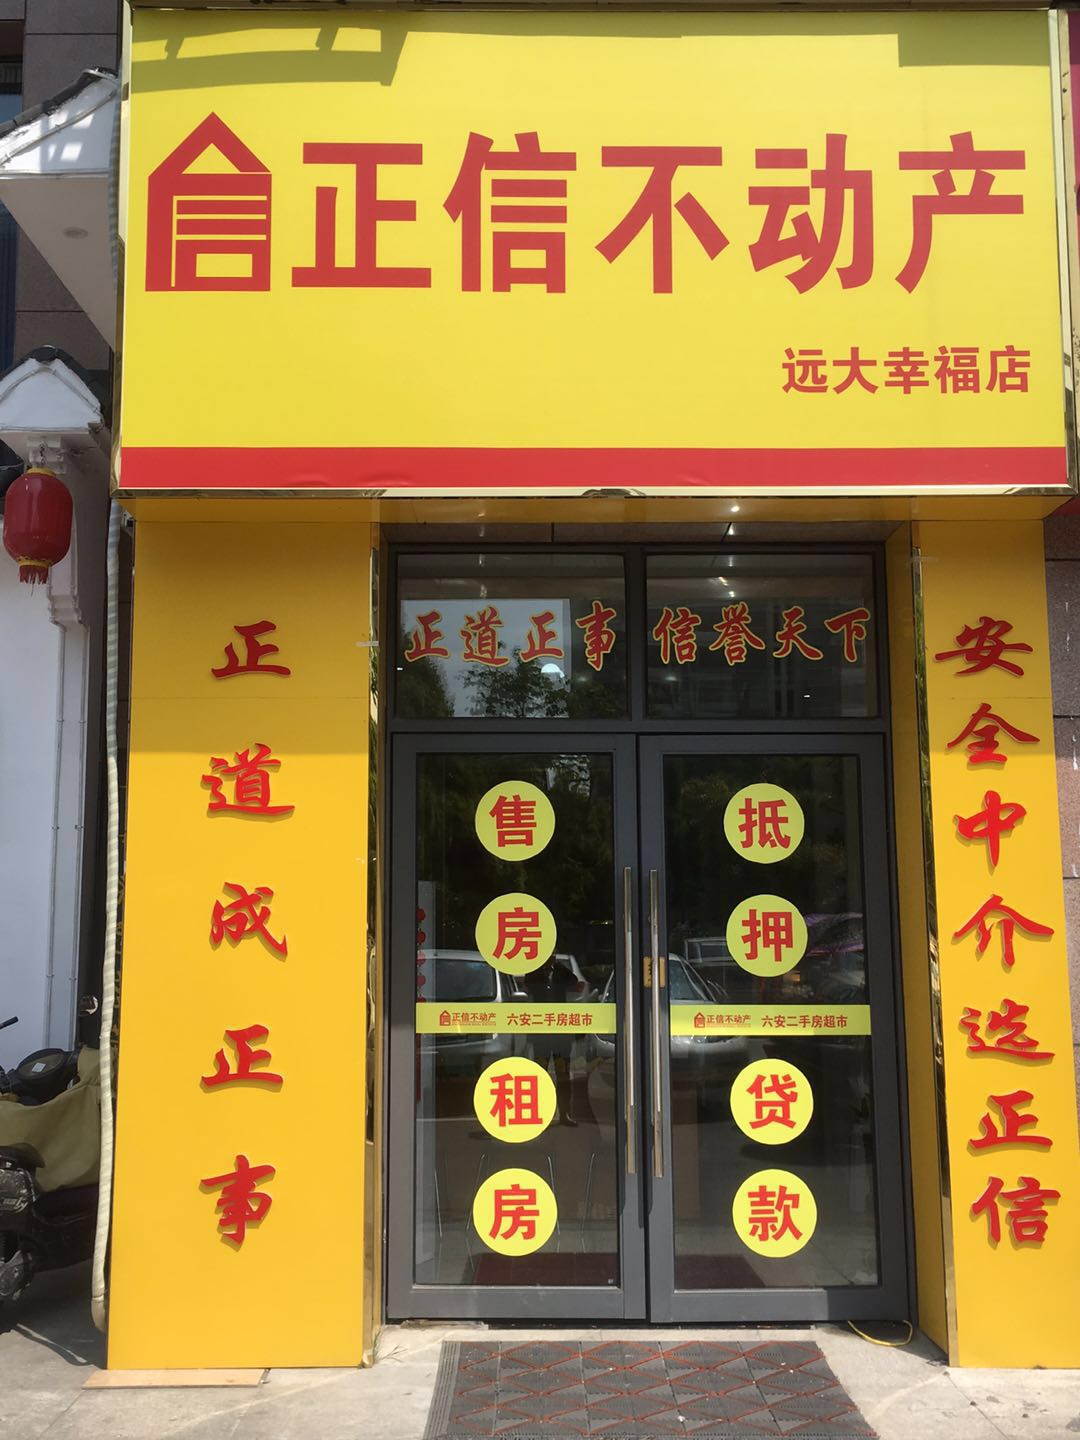 正信不动产
远大幸福店
正道正事 信誉天下
正道成正事
安全中介选正信
售房
租房
抵押
贷款
正信不动产 六安二手房超市
正信不动产 六安二手房超市